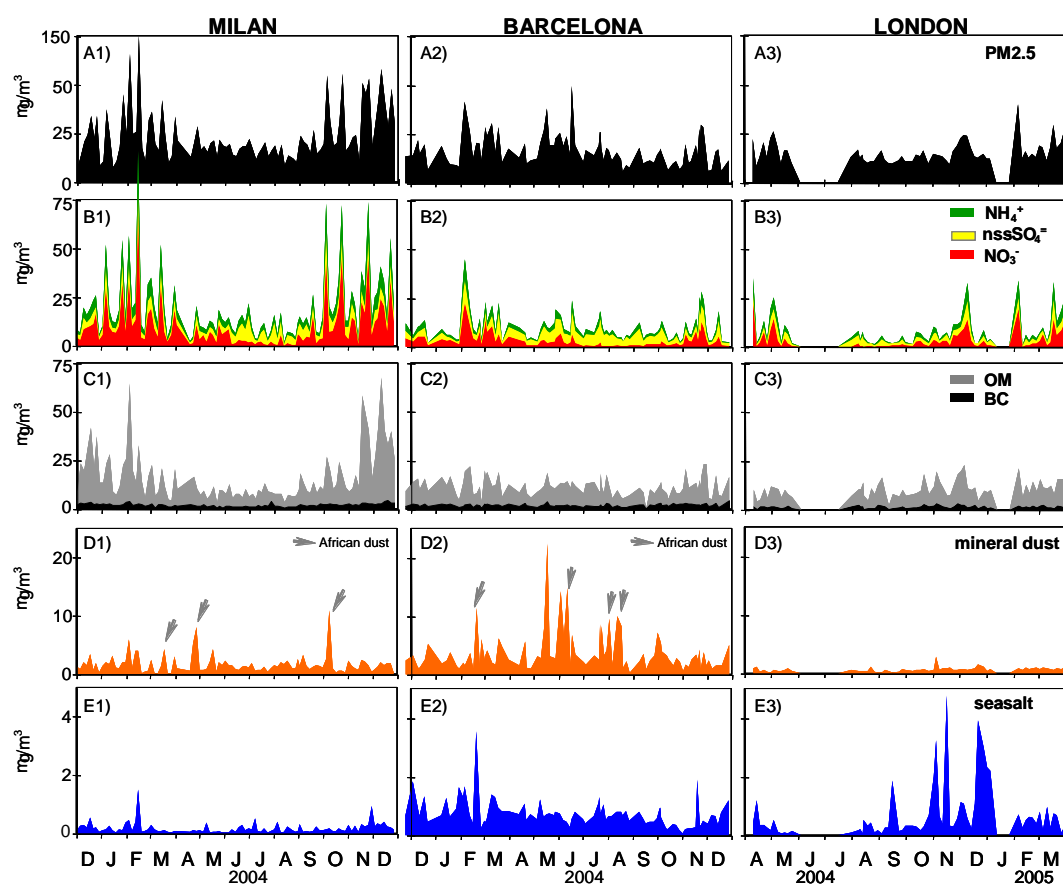 MILAN BARCELONA LONDON
A1) A2) A3) PM2.5
mg/m³ 150 50 25 0
B1) B2) B3)
NH₄⁺
nssSO₄⁼
NO₃⁻
mg/m³ 75 50 25 0
C1) C2) C3)
OM
BC
mg/m³ 75 50 25 0
D1) African dust D2) African dust D3) mineral dust
mg/m³ 20 10 0
E1) E2) E3) seasalt
mg/m³ 4 2 0
D J F M A M J J A S O N D D J F M A M J J A S O N D A M J J A S O N D J F M
2004 2004 2004 2005